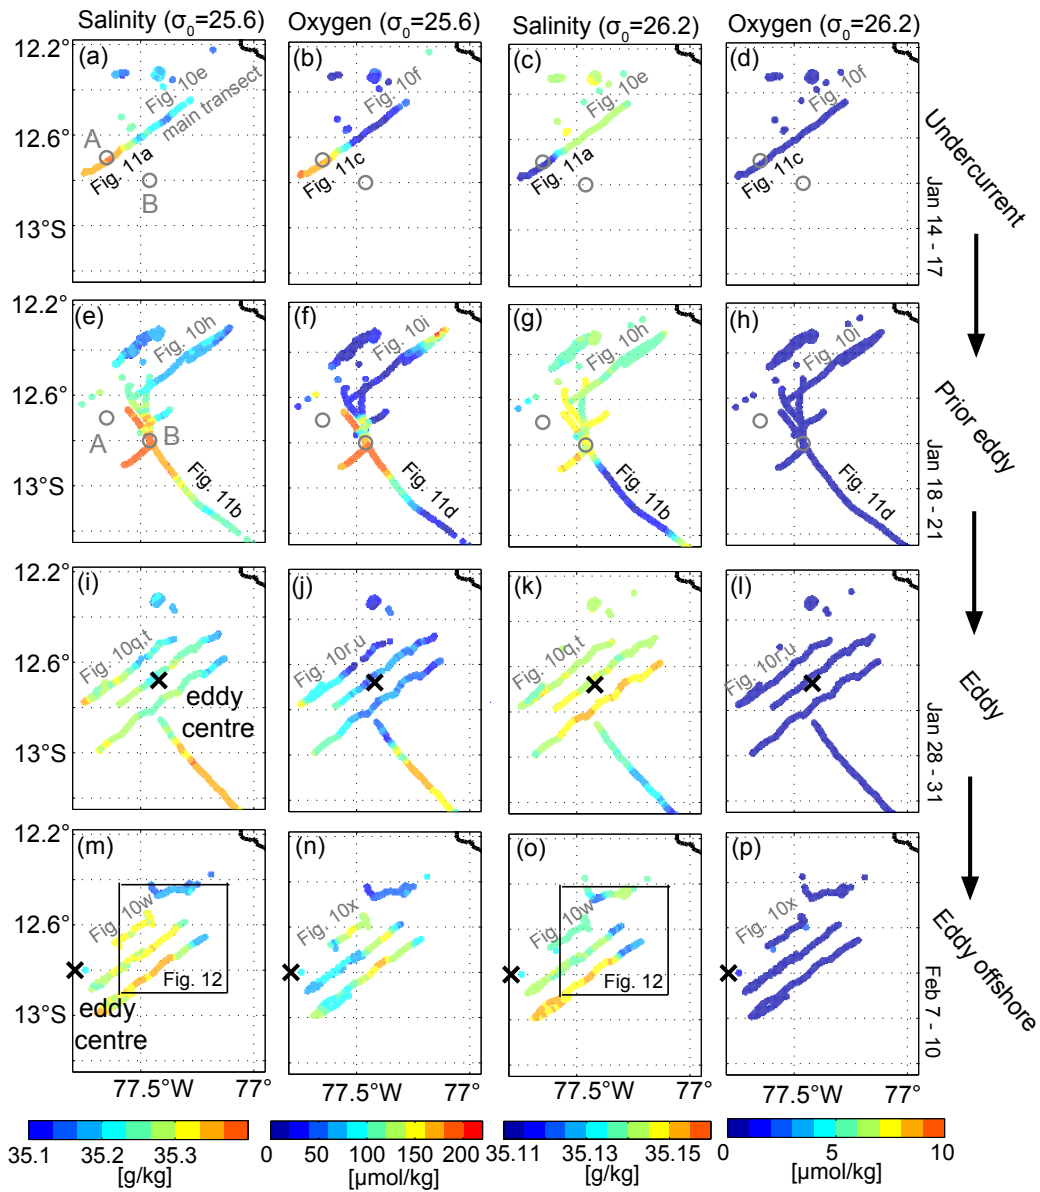 Salinity (σ0=25.6)
Oxygen (σ0=25.6)
Salinity (σ0=26.2)
Oxygen (σ0=26.2)
12.2°
12.6°
13°S
(a)
Fig. 10e
main transect
A
Fig. 11a
B
(b)
Fig. 10f
Fig. 11c
(c)
Fig. 10e
Fig. 11a
(d)
Fig. 10f
Fig. 11c
Undercurrent
Jan 14 - 17
12.2°
12.6°
13°S
(e)
Fig. 10h
A
B
Fig. 11b
(f)
Fig. 10i
Fig. 11d
(g)
Fig. 10h
Fig. 11b
(h)
Fig. 10i
Fig. 11d
Prior eddy
Jan 18 - 21
12.2°
12.6°
13°S
(i)
Fig. 10q,t
eddy
centre
(j)
Fig. 10r,u
(k)
Fig. 10q,t
(l)
Fig. 10r,u
Eddy
Jan 28 - 31
12.2°
12.6°
13°S
(m)
Fig. 10w
Fig. 12
eddy
centre
(n)
Fig. 10x
(o)
Fig. 10w
Fig. 12
(p)
Fig. 10x
Eddy offshore
Feb 7 - 10
77.5°W 77°
77.5°W 77°
77.5°W 77°
77.5°W 77°
35.1 35.2 35.3
[g/kg]
0 50 100 150 200
[µmol/kg]
35.11 35.13 35.15
[g/kg]
0 5 10
[µmol/kg]